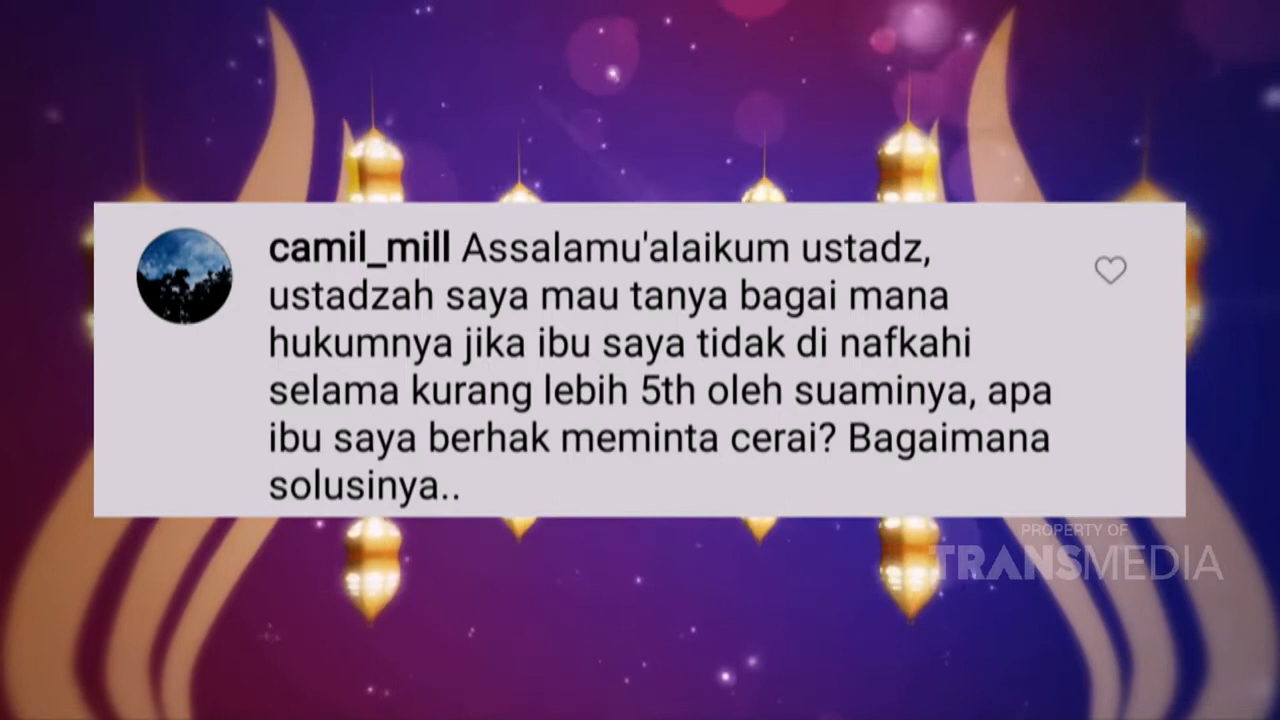 camil_mill Assalamu'alaikum ustadz,
ustadzah saya mau tanya bagai mana
hukumnya jika ibu saya tidak di nafkahi
selama kurang lebih 5th oleh suaminya, apa
ibu saya berhak meminta cerai? Bagaimana
solusinya..
PROPERTY OF
TRANSMEDIA